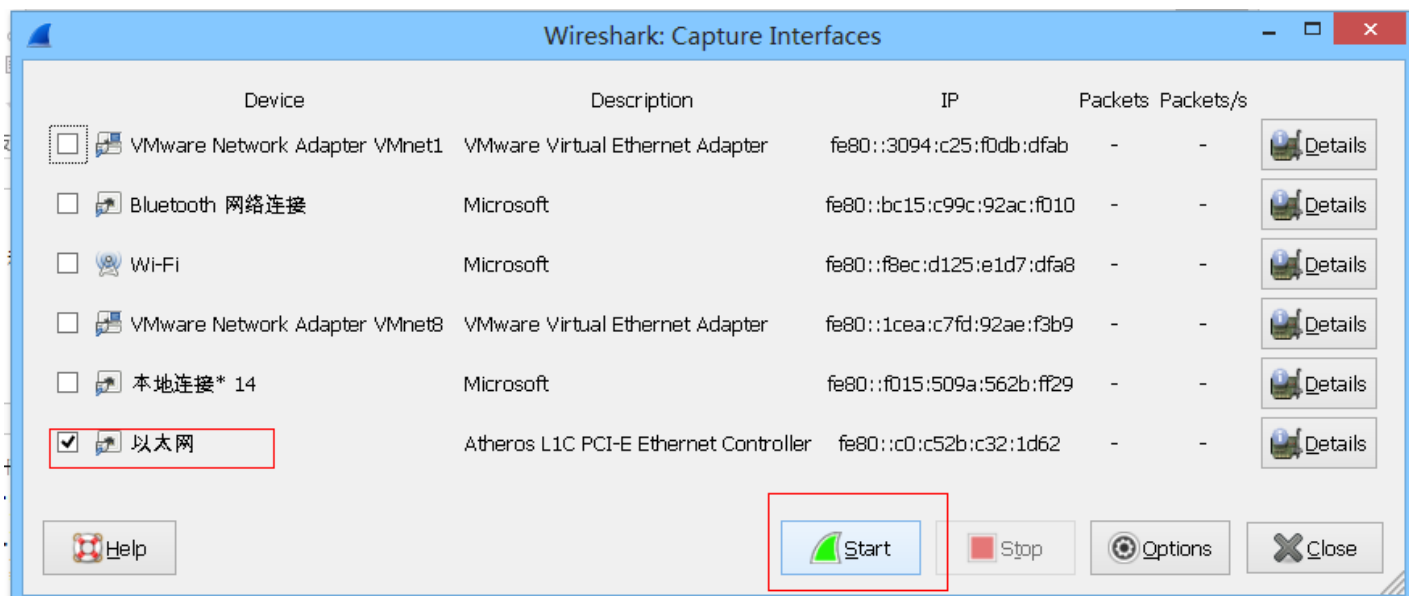 Wireshark: Capture Interfaces
Device Description IP Packets Packets/s
VMware Network Adapter VMnet1 VMware Virtual Ethernet Adapter fe80::3094:c25:f0db:dfab - - Details
Bluetooth 网络连接 Microsoft fe80::bc15:c99c:92ac:f010 - - Details
Wi-Fi Microsoft fe80::f8ec:d125:e1d7:dfa8 - - Details
VMware Network Adapter VMnet8 VMware Virtual Ethernet Adapter fe80::1cea:c7fd:92ae:f3b9 - - Details
本地连接* 14 Microsoft fe80::f015:509a:562b:ff29 - - Details
以太网 Atheros L1C PCI-E Ethernet Controller fe80::c0:c52b:c32:1d62 - - Details
Help Start Stop Options Close